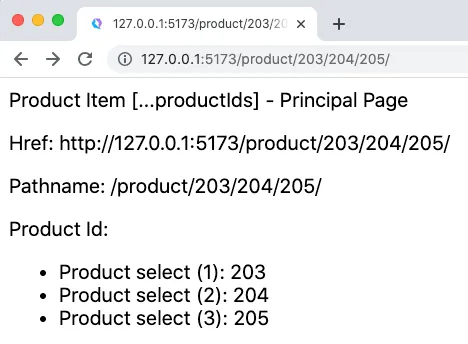 127.0.0.1:5173/product/203/20
127.0.0.1:5173/product/203/204/205/
Product Item [...productIds] - Principal Page
Href: http://127.0.0.1:5173/product/203/204/205/
Pathname: /product/203/204/205/
Product Id:
• Product select (1): 203
• Product select (2): 204
• Product select (3): 205